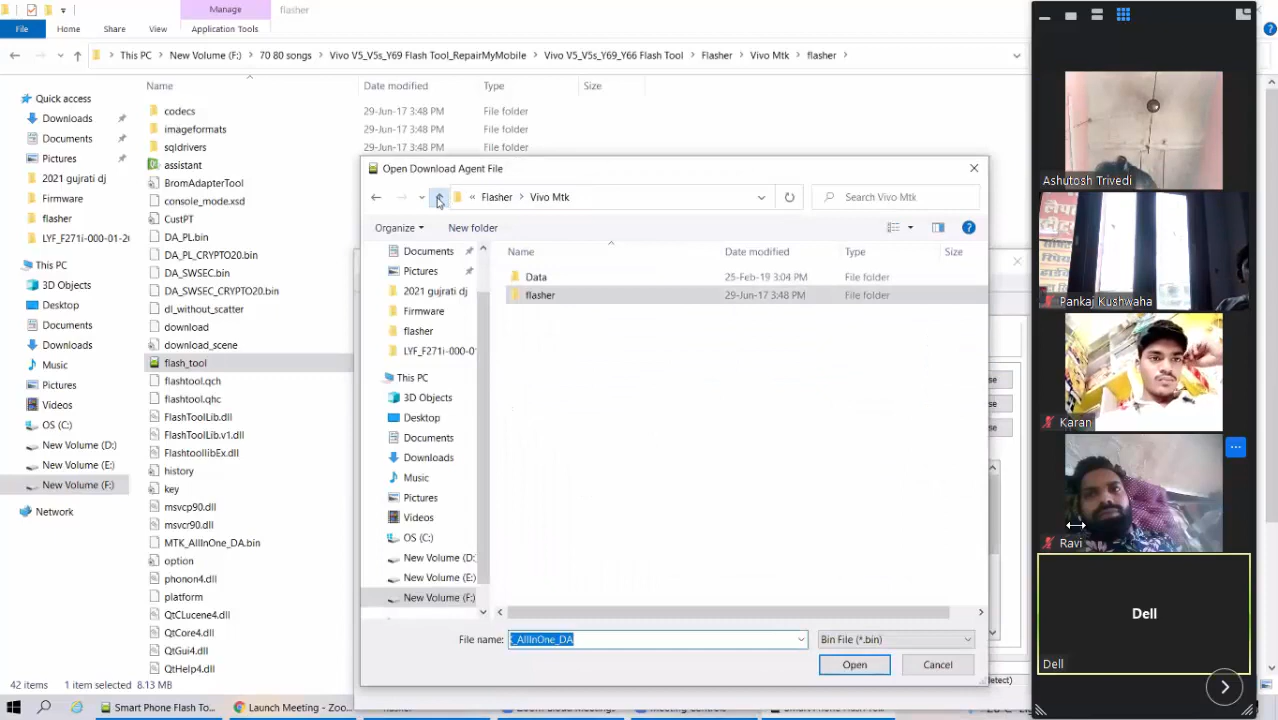 Manage
flasher
File
Home
Share
View
Application Tools
This PC
New Volume (F:)
70 80 songs
Vivo V5_V5s_Y69 Flash Tool_RepairMyMobile
Vivo V5_V5s_Y69_Y66 Flash Tool
Flasher
Vivo Mtk
flasher
Name
Date modified
Type
Size
Quick access
Downloads
Documents
Pictures
2021 gujrati dj
Firmware
flasher
LYF_F271i-000-01-2(
This PC
3D Objects
Desktop
Documents
Downloads
Music
Pictures
Videos
OS (C:)
New Volume (D:)
New Volume (E:)
New Volume (F:)
Network
codecs
29-Jun-17 3:48 PM
File folder
imageformats
29-Jun-17 3:48 PM
File folder
sqldrivers
29-Jun-17 3:48 PM
File folder
assistant
BromAdapterTool
console_mode.xsd
CustPT
DA_PL.bin
DA_PL_CRYPTO20.bin
DA_SWSEC.bin
DA_SWSEC_CRYPTO20.bin
dl_without_scatter
download
download_scene
flash_tool
flashtool.qch
flashtool.qhc
FlashToolLib.dll
FlashToolLib.v1.dll
FlashtoollibEx.dll
history
key
msvcp90.dll
msvcr90.dll
MTK_AllInOne_DA.bin
option
phonon4.dll
platform
QtCLucene4.dll
QtCore4.dll
QtGui4.dll
QtHelp4.dll
42 items
1 item selected 8.13 MB
Open Download Agent File
Flasher
Vivo Mtk
Search Vivo Mtk
Organize
New folder
Name
Date modified
Type
Size
Documents
Pictures
2021 gujrati dj
Firmware
flasher
LYF_F271i-000-0
This PC
3D Objects
Desktop
Documents
Downloads
Music
Pictures
Videos
OS (C:)
New Volume (D:
New Volume (E:)
New Volume (F:)
Data
25-Feb-19 3:04 PM
File folder
flasher
29-Jun-17 3:48 PM
File folder
File name:
_AllInOne_DA
Bin File (*.bin)
Open
Cancel
se
se
se
etect)
Ashutosh Trivedi
Pankaj Kushwaha
Karan
Ravi
Dell
Dell
Smart Phone Flash To...
Launch Meeting - Zoo...